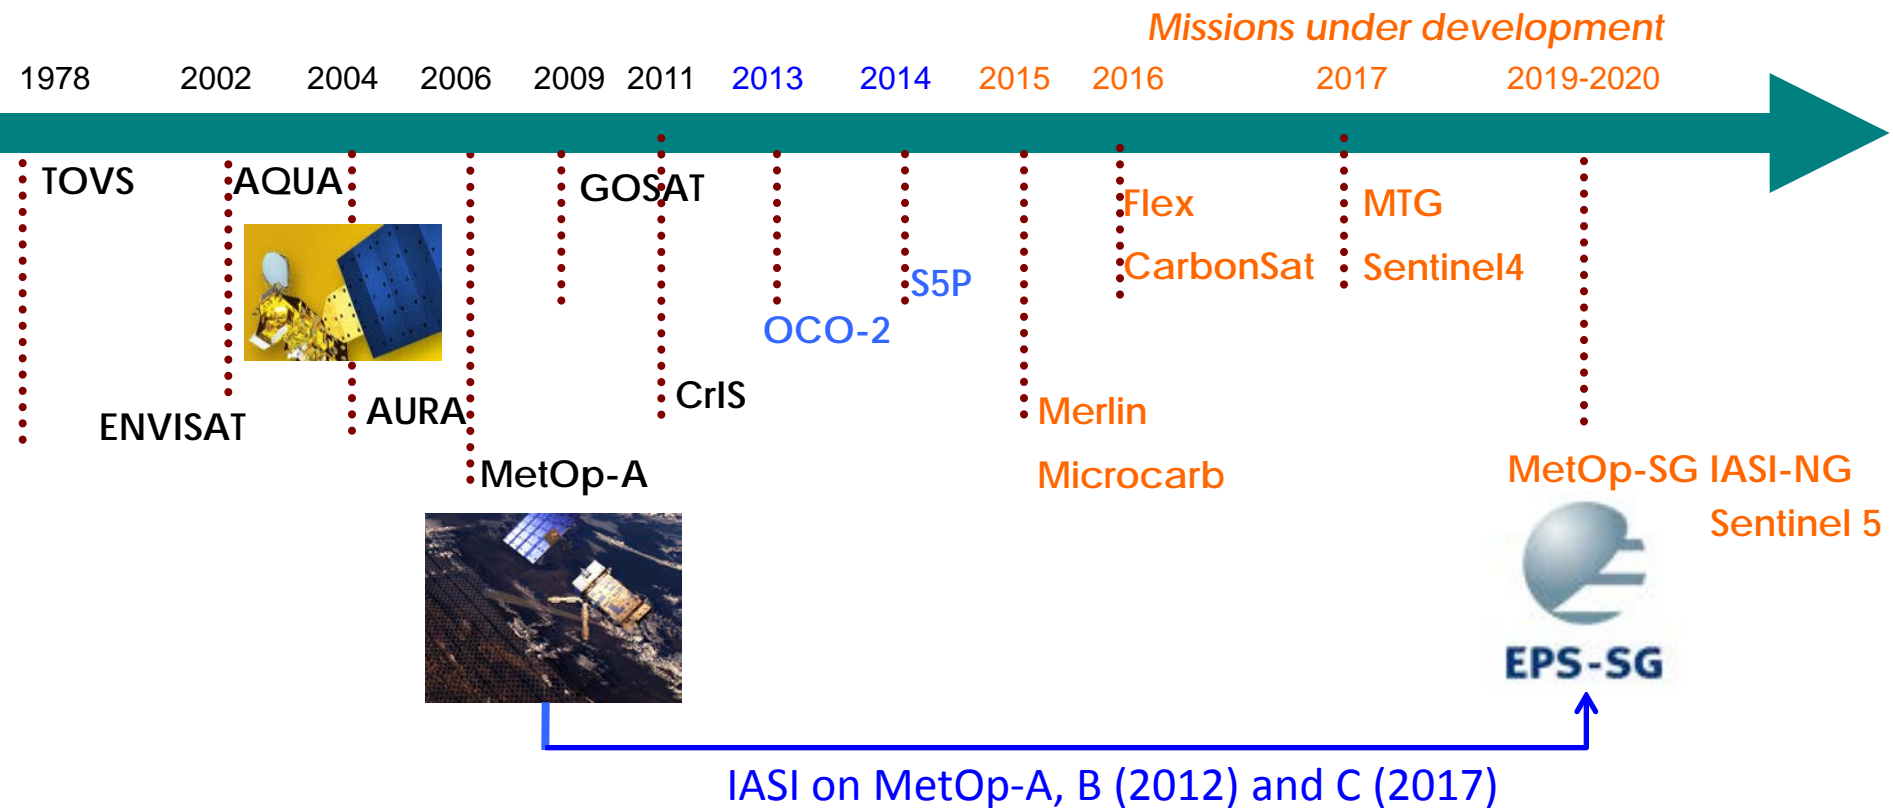 Missions under development
1978 2002 2004 2006 2009 2011 2013 2014 2015 2016 2017 2019-2020
TOVS AQUA GOSAT Flex MTG
CarbonSat Sentinel4
S5P
OCO-2
CrIS
ENVISAT AURA Merlin
MetOp-A Microcarb MetOp-SG IASI-NG
Sentinel 5
EPS-SG
IASI on MetOp-A, B (2012) and C (2017)